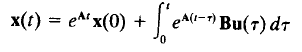 x(t) = e^{At}x(0) + ∫_0^t e^{A(t-τ)} Bu(τ) dτ